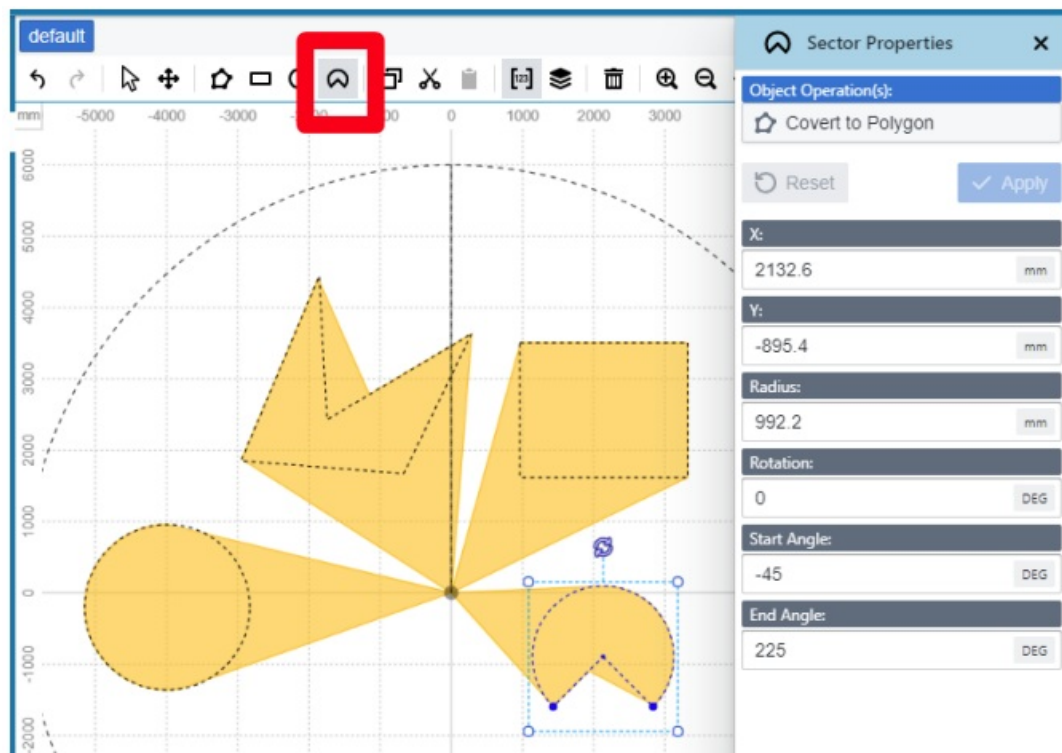 default
Sector Properties
Object Operation(s):
Covert to Polygon
Reset
Apply
mm
-5000 -4000 -3000 0 1000 2000 3000
6000
5000
4000
3000
2000
1000
0
-1000
-2000
X:
2132.6 mm
Y:
-895.4 mm
Radius:
992.2 mm
Rotation:
0 DEG
Start Angle:
-45 DEG
End Angle:
225 DEG